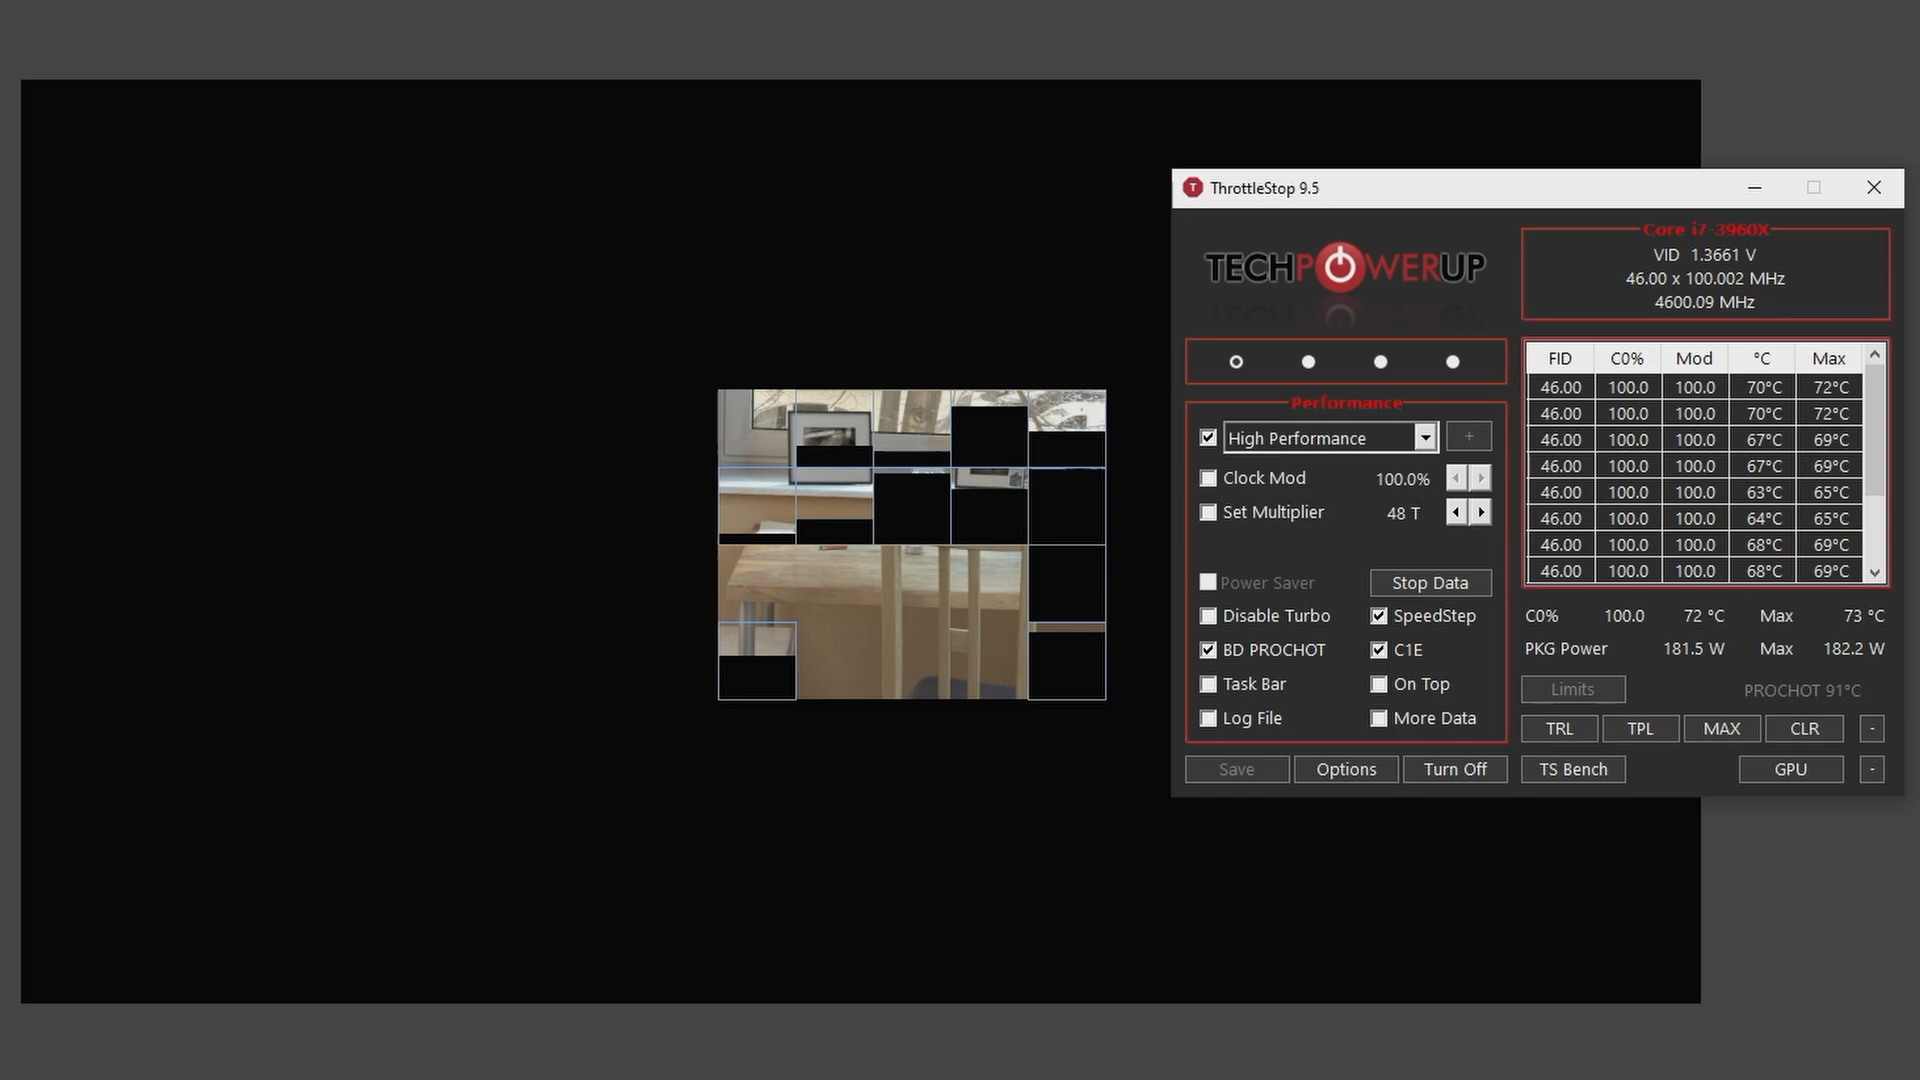 ThrottleStop 9.5
TECHPOWERUP
Core i7-3960X
VID 1.3661 V
46.00 x 100.002 MHz
4600.09 MHz
Performance
High Performance
+
Clock Mod 100.0%
Set Multiplier 48 T
Power Saver Stop Data
Disable Turbo SpeedStep
BD PROCHOT C1E
Task Bar On Top
Log File More Data
Save Options Turn Off
FID C0% Mod °C Max
46.00 100.0 100.0 70°C 72°C
46.00 100.0 100.0 70°C 72°C
46.00 100.0 100.0 67°C 69°C
46.00 100.0 100.0 67°C 69°C
46.00 100.0 100.0 63°C 65°C
46.00 100.0 100.0 64°C 65°C
46.00 100.0 100.0 68°C 69°C
46.00 100.0 100.0 68°C 69°C
C0% 100.0 72 °C Max 73 °C
PKG Power 181.5 W Max 182.2 W
Limits PROCHOT 91°C
TRL TPL MAX CLR -
TS Bench GPU -